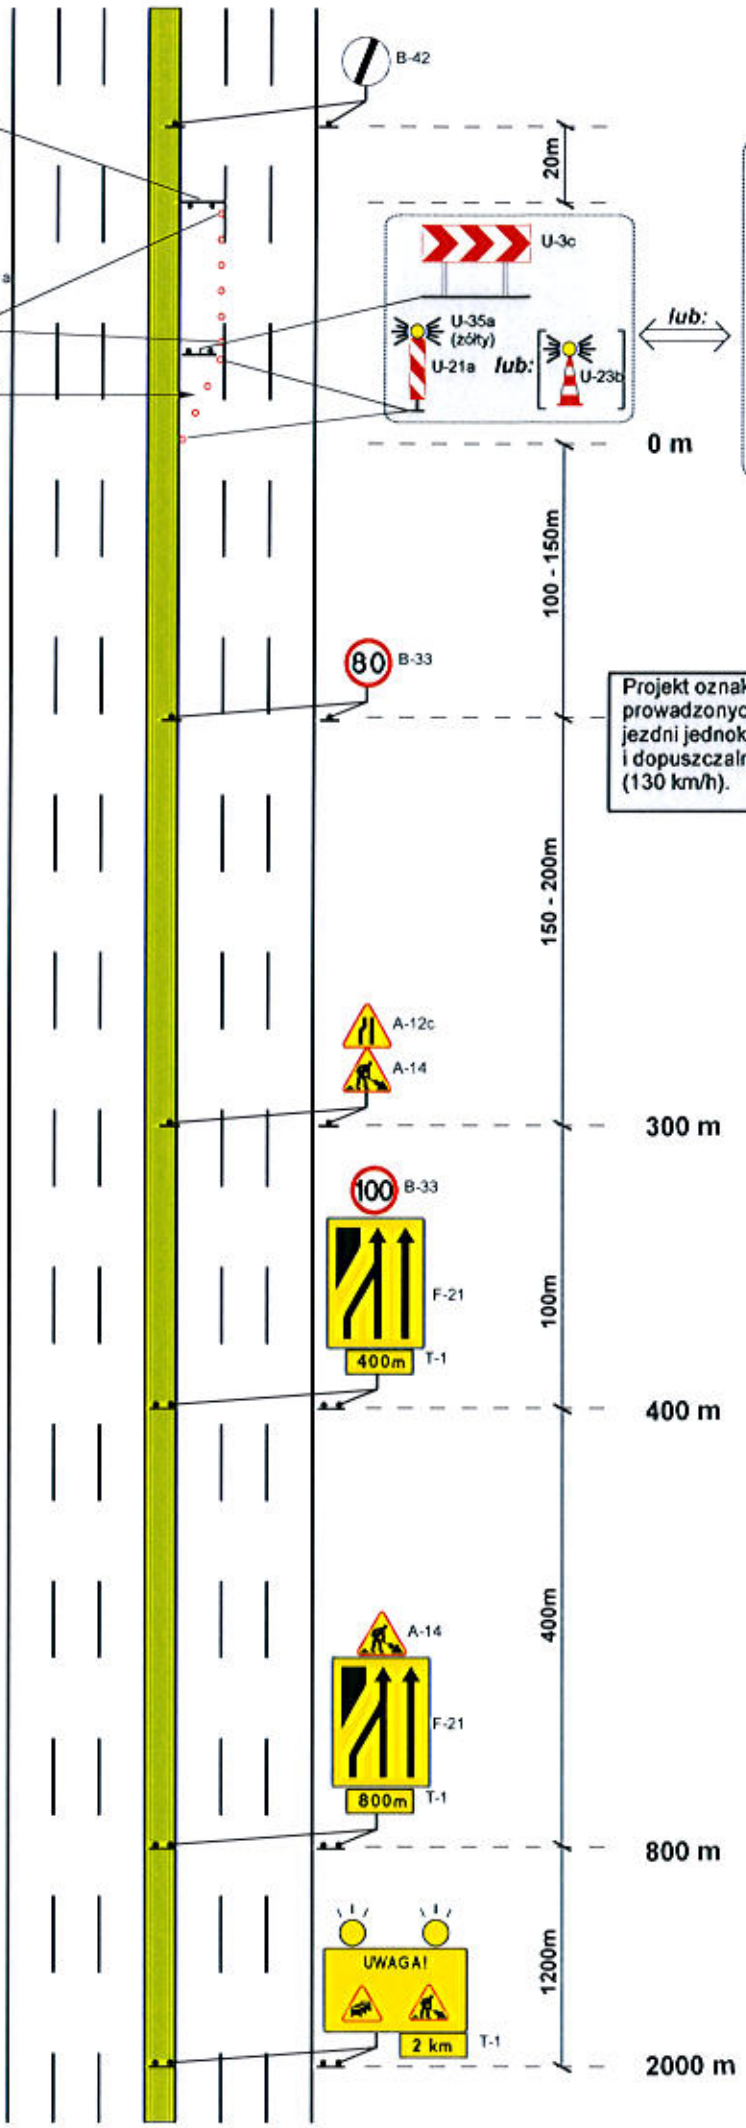 B-42
20m
U-3c
U-35a
(żółty)
U-21a
lub:
U-23b
lub:
0 m
100 - 150m
80
B-33
Projekt oznak
prowadzonyc
jezdni jednok
i dopuszczaln
(130 km/h).
150 - 200m
A-12c
A-14
300 m
100
B-33
F-21
100m
400m
T-1
400 m
400m
A-14
F-21
800m
T-1
800 m
UWAGA!
1200m
2 km
T-1
2000 m